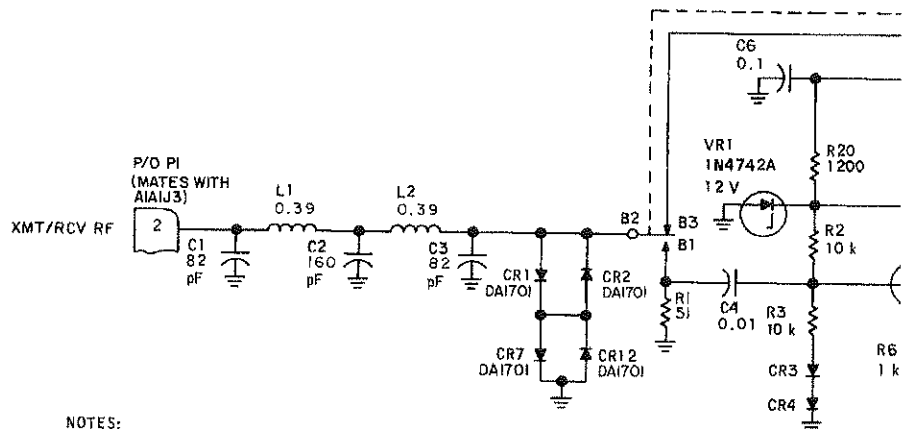 C6
0.1
VR1
1N4742A
12 V
R20
1200
P/O P1
(MATES WITH
A1A1J3)
XMT/RCV RF
2
L1
0.39
L2
0.39
B2
B3
B1
R2
10 k
C1
82
pF
C2
160
pF
C3
82
pF
CR1
DA1701
CR2
DA1701
R1
51
C4
0.01
R3
10 k
CR7
DA1701
CR12
DA1701
R6
1 k
CR3
CR4
NOTES: